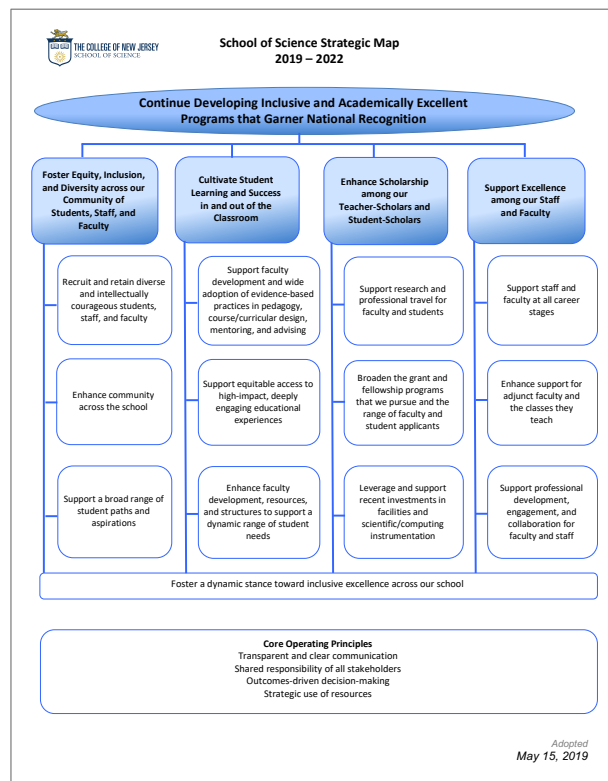 THE COLLEGE OF NEW JERSEY
SCHOOL OF SCIENCE
School of Science Strategic Map
2019 – 2022
Continue Developing Inclusive and Academically Excellent
Programs that Garner National Recognition
Foster Equity, Inclusion,
and Diversity across our
Community of
Students, Staff, and
Faculty
Recruit and retain diverse
and intellectually
courageous students,
staff, and faculty
Enhance community
across the school
Support a broad range of
student paths and
aspirations
Cultivate Student
Learning and Success
in and out of the
Classroom
Support faculty
development and wide
adoption of evidence-based
practices in pedagogy,
course/curricular design,
mentoring, and advising
Support equitable access to
high-impact, deeply
engaging educational
experiences
Enhance faculty
development, resources,
and structures to support a
dynamic range of student
needs
Enhance Scholarship
among our
Teacher-Scholars and
Student-Scholars
Support research and
professional travel for
faculty and students
Broaden the grant and
fellowship programs
that we pursue and the
range of faculty and
student applicants
Leverage and support
recent investments in
facilities and
scientific/computing
instrumentation
Support Excellence
among our Staff
and Faculty
Support staff and
faculty at all career
stages
Enhance support for
adjunct faculty and
the classes they
teach
Support professional
development,
engagement, and
collaboration for
faculty and staff
Foster a dynamic stance toward inclusive excellence across our school
Core Operating Principles
Transparent and clear communication
Shared responsibility of all stakeholders
Outcomes-driven decision-making
Strategic use of resources
Adopted
May 15, 2019